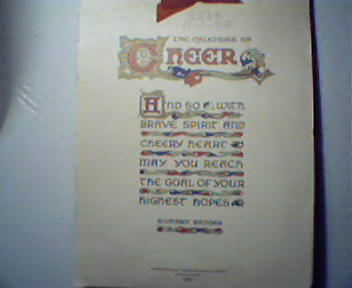 THE CALENDAR OF
CHEER
AND SO WITH
BRAVE SPIRIT AND
CHEERY HEART
MAY YOU REACH
THE GOAL OF YOUR
HIGHEST HOPES